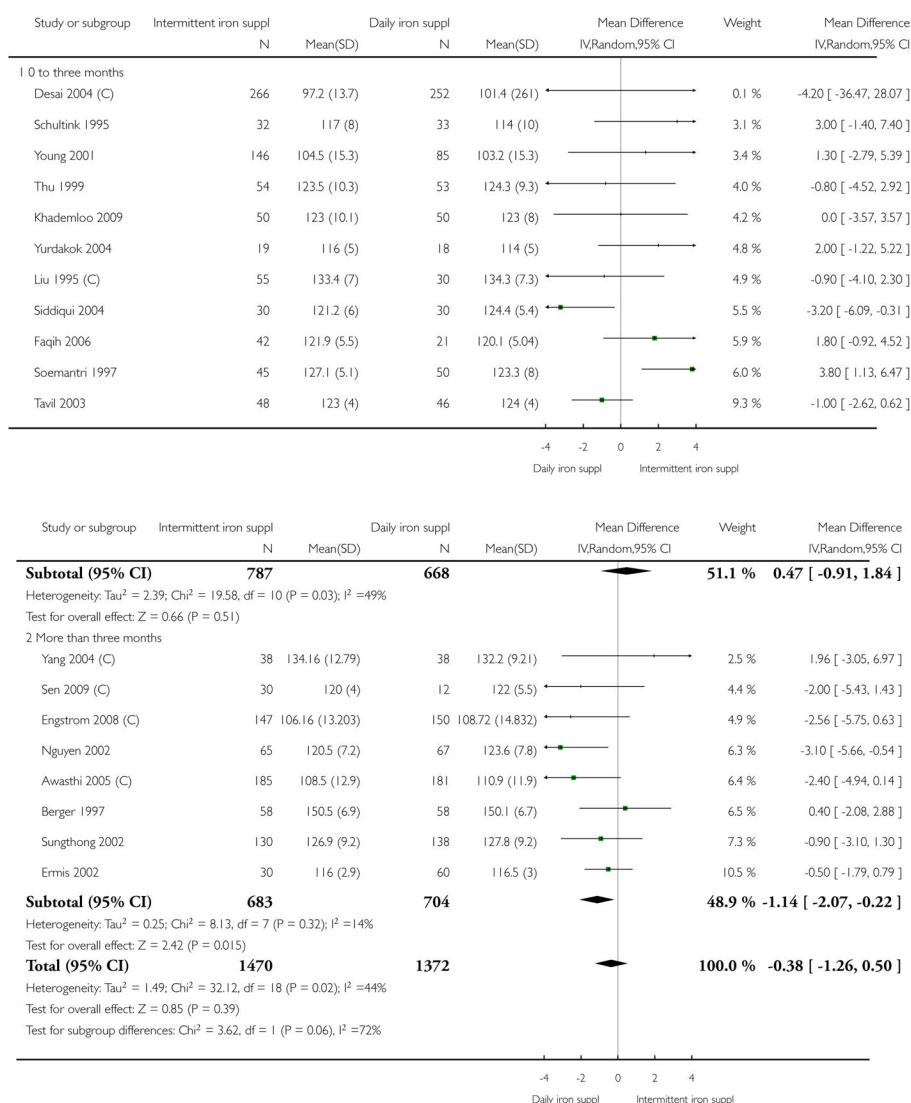 Study or subgroup Intermittent iron suppl Daily iron suppl Mean Difference Weight Mean Difference
N Mean(SD) N Mean(SD) IV,Random,95% CI IV,Random,95% CI
1 0 to three months
Desai 2004 (C) 266 97.2 (13.7) 252 101.4 (261) 0.1 % -4.20 [ -36.47, 28.07 ]
Schultink 1995 32 117 (8) 33 114 (10) 3.1 % 3.00 [ -1.40, 7.40 ]
Young 2001 146 104.5 (15.3) 85 103.2 (15.3) 3.4 % 1.30 [ -2.79, 5.39 ]
Thu 1999 54 123.5 (10.3) 53 124.3 (9.3) 4.0 % -0.80 [ -4.52, 2.92 ]
Khademloo 2009 50 123 (10.1) 50 123 (8) 4.2 % 0.0 [ -3.57, 3.57 ]
Yurdakok 2004 19 116 (5) 18 114 (5) 4.8 % 2.00 [ -1.22, 5.22 ]
Liu 1995 (C) 55 133.4 (7) 30 134.3 (7.3) 4.9 % -0.90 [ -4.10, 2.30 ]
Siddiqui 2004 30 121.2 (6) 30 124.4 (5.4) 5.5 % -3.20 [ -6.09, -0.31 ]
Faqih 2006 42 121.9 (5.5) 21 120.1 (5.04) 5.9 % 1.80 [ -0.92, 4.52 ]
Soemantri 1997 45 127.1 (5.1) 50 123.3 (8) 6.0 % 3.80 [ 1.13, 6.47 ]
Tavil 2003 48 123 (4) 46 124 (4) 9.3 % -1.00 [ -2.62, 0.62 ]
-4 -2 0 2 4
Daily iron suppl Intermittent iron suppl
Study or subgroup Intermittent iron suppl Daily iron suppl Mean Difference Weight Mean Difference
N Mean(SD) N Mean(SD) IV,Random,95% CI IV,Random,95% CI
Subtotal (95% CI) 787 668 51.1 % 0.47 [ -0.91, 1.84 ]
Heterogeneity: Tau² = 2.39; Chi² = 19.58, df = 10 (P = 0.03); I² =49%
Test for overall effect: Z = 0.66 (P = 0.51)
2 More than three months
Yang 2004 (C) 38 134.16 (12.79) 38 132.2 (9.21) 2.5 % 1.96 [ -3.05, 6.97 ]
Sen 2009 (C) 30 120 (4) 12 122 (5.5) 4.4 % -2.00 [ -5.43, 1.43 ]
Engstrom 2008 (C) 147 106.16 (13.203) 150 108.72 (14.832) 4.9 % -2.56 [ -5.75, 0.63 ]
Nguyen 2002 65 120.5 (7.2) 67 123.6 (7.8) 6.3 % -3.10 [ -5.66, -0.54 ]
Awasthi 2005 (C) 185 108.5 (12.9) 181 110.9 (11.9) 6.4 % -2.40 [ -4.94, 0.14 ]
Berger 1997 58 150.5 (6.9) 58 150.1 (6.7) 6.5 % 0.40 [ -2.08, 2.88 ]
Sungthong 2002 130 126.9 (9.2) 138 127.8 (9.2) 7.3 % -0.90 [ -3.10, 1.30 ]
Ermis 2002 30 116 (2.9) 60 116.5 (3) 10.5 % -0.50 [ -1.79, 0.79 ]
Subtotal (95% CI) 683 704 48.9 % -1.14 [ -2.07, -0.22 ]
Heterogeneity: Tau² = 0.25; Chi² = 8.13, df = 7 (P = 0.32); I² =14%
Test for overall effect: Z = 2.42 (P = 0.015)
Total (95% CI) 1470 1372 100.0 % -0.38 [ -1.26, 0.50 ]
Heterogeneity: Tau² = 1.49; Chi² = 32.12, df = 18 (P = 0.02); I² =44%
Test for overall effect: Z = 0.85 (P = 0.39)
Test for subgroup differences: Chi² = 3.62, df = 1 (P = 0.06), I² =72%
-4 -2 0 2 4
Daily iron suppl Intermittent iron suppl